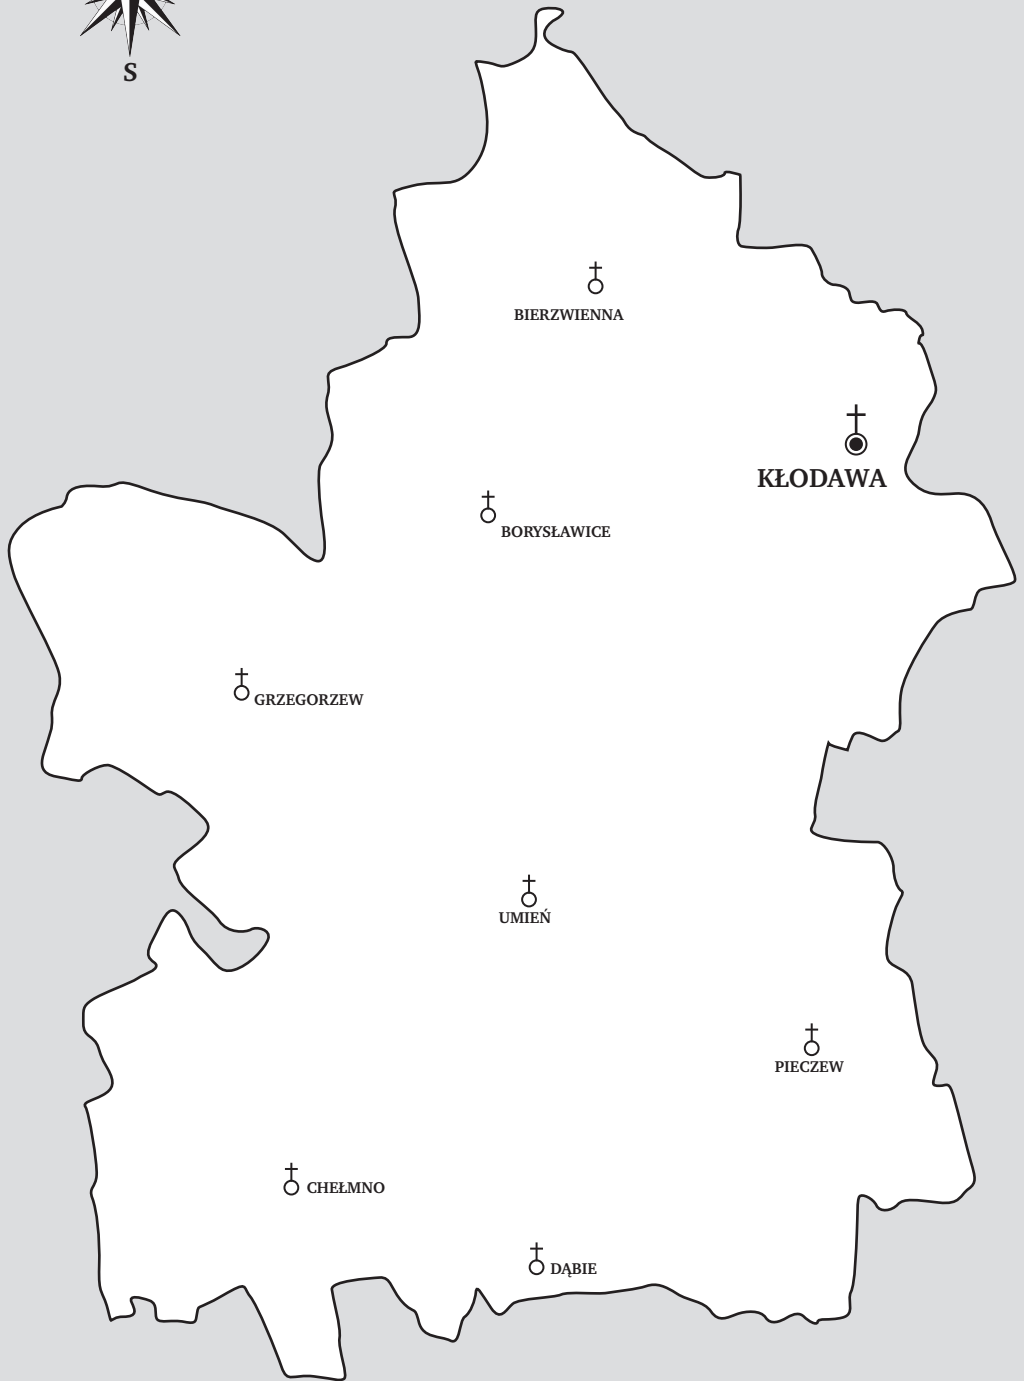 S
BIERZWIENNA
KŁODAWA
BORYSŁAWICE
GRZEGORZEW
UMIEŃ
PIECZEW
CHEŁMNO
DĄBIE